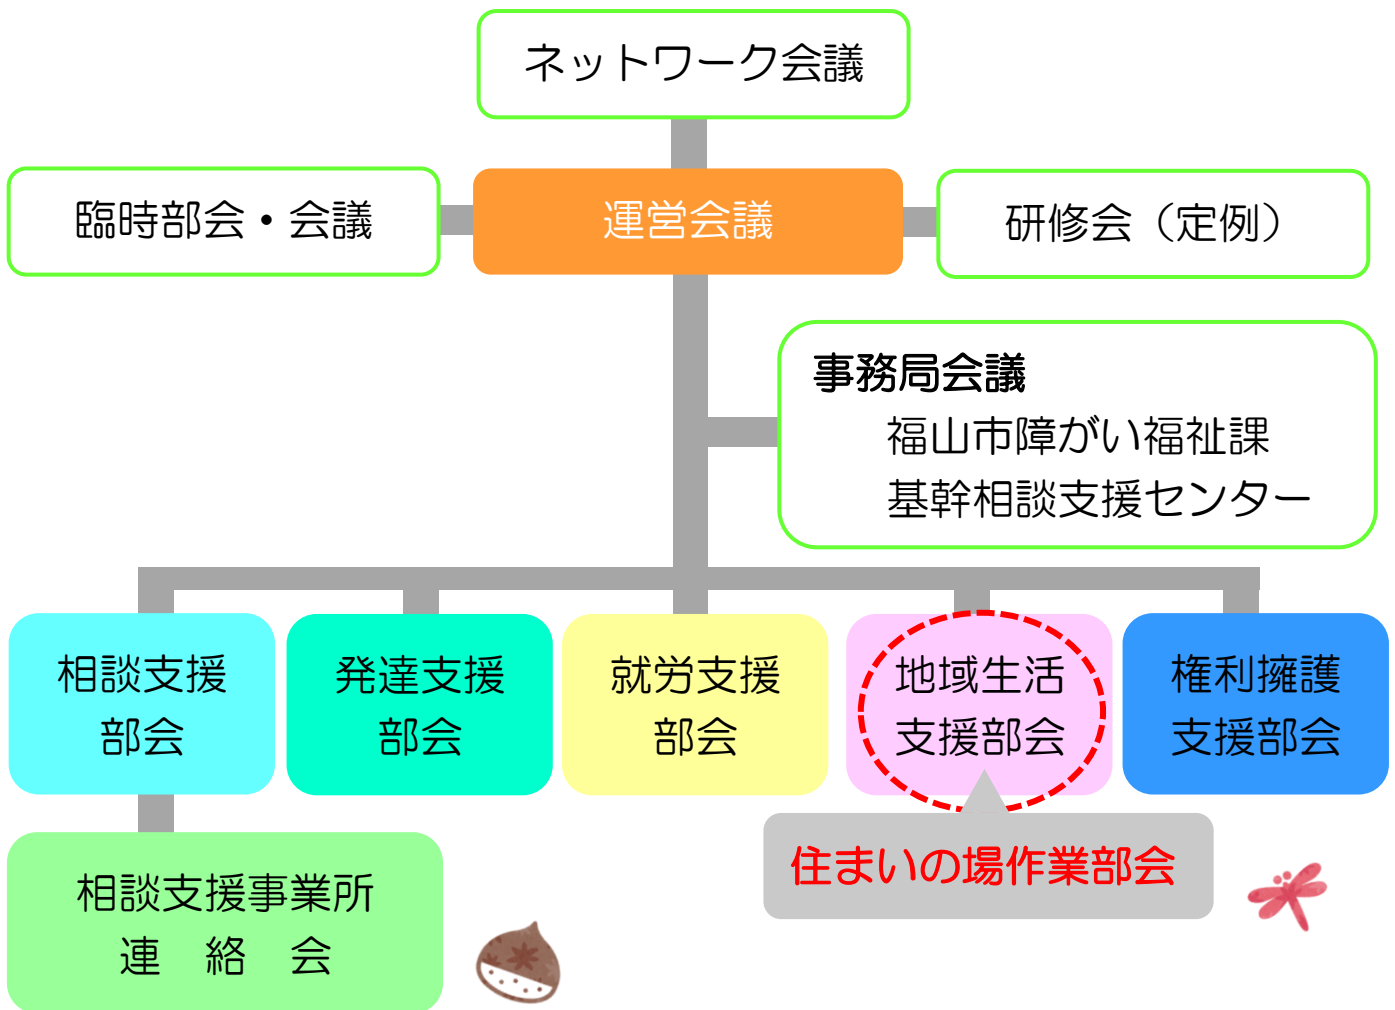 ネットワーク会議
臨時部会・会議
運営会議
研修会（定例）
事務局会議
福山市障がい福祉課
基幹相談支援センター
相談支援
部会
発達支援
部会
就労支援
部会
地域生活
支援部会
権利擁護
支援部会
住まいの場作業部会
相談支援事業所
連　絡　会